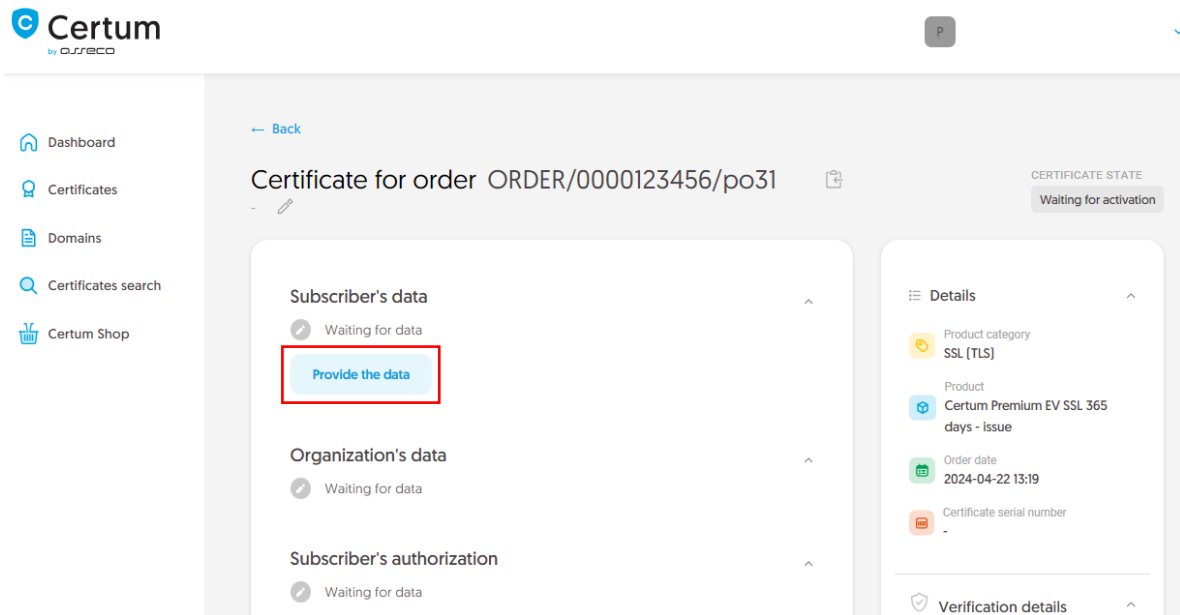 Certum
by asseco
P
Dashboard
Certificates
Domains
Certificates search
Certum Shop
← Back
Certificate for order ORDER/0000123456/po31
-
CERTIFICATE STATE
Waiting for activation
Subscriber's data
Waiting for data
Provide the data
Organization's data
Waiting for data
Subscriber's authorization
Waiting for data
Details
Product category
SSL [TLS]
Product
Certum Premium EV SSL 365
days - issue
Order date
2024-04-22 13:19
Certificate serial number
-
Verification details